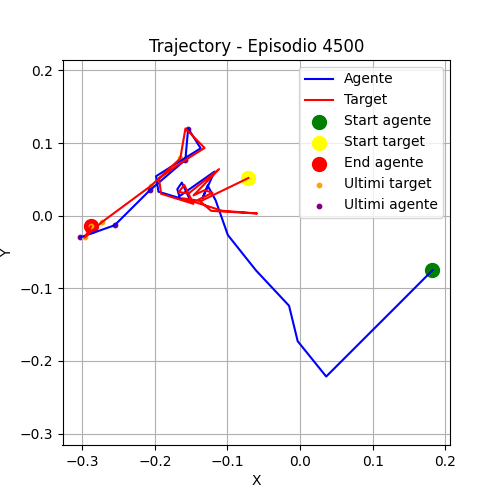 Trajectory - Episodio 4500
Agente
Target
Start agente
Start target
End agente
Ultimi target
Ultimi agente
0.2
0.1
0.0
−0.1
−0.2
−0.3
Y
−0.3
−0.2
−0.1
0.0
0.1
0.2
X